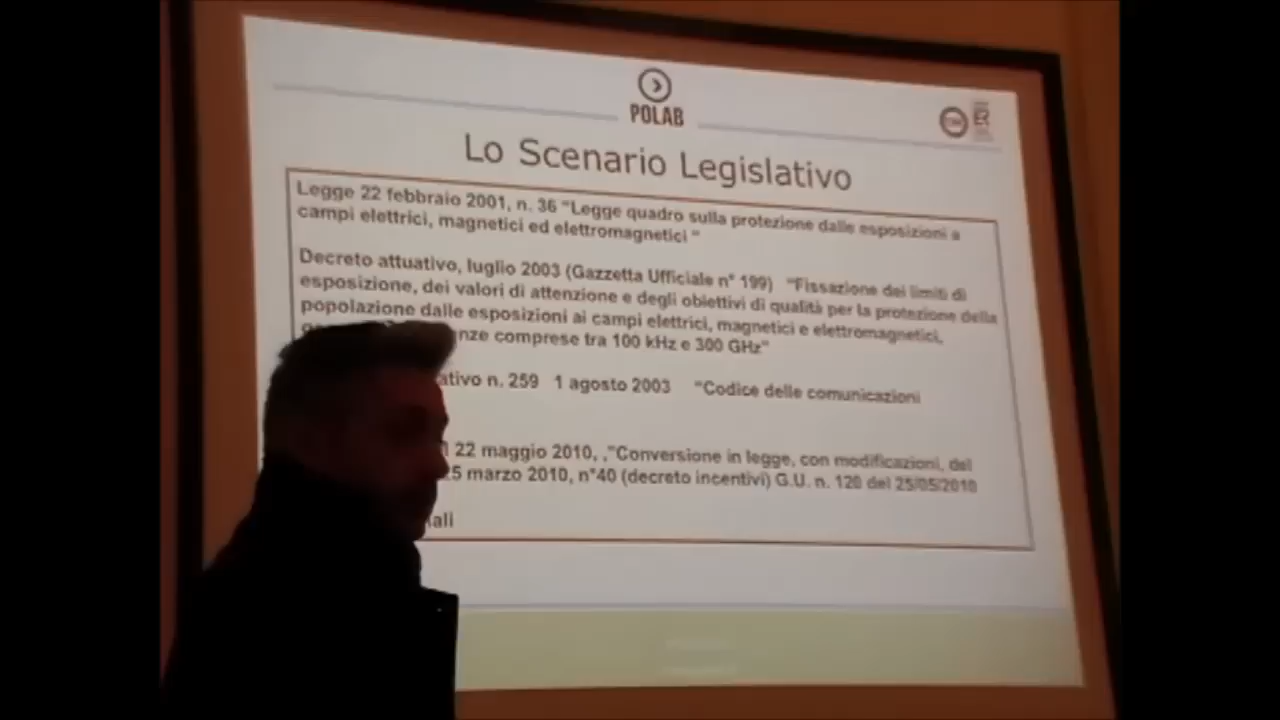 POLAB
Lo Scenario Legislativo
Legge 22 febbraio 2001, n. 36 "Legge quadro sulla protezione dalle esposizioni a
campi elettrici, magnetici ed elettromagnetici "
Decreto attuativo, luglio 2003 (Gazzetta Ufficiale n° 199) "Fissazione dei limiti di
esposizione, dei valori di attenzione e degli obiettivi di qualità per la protezione della
popolazione dalle esposizioni ai campi elettrici, magnetici e elettromagnetici,
nze comprese tra 100 kHz e 300 GHz"
ativo n. 259 1 agosto 2003 "Codice delle comunicazioni
22 maggio 2010, ,"Conversione in legge, con modificazioni, del
25 marzo 2010, n°40 (decreto incentivi) G.U. n. 120 del 25/05/2010
ali